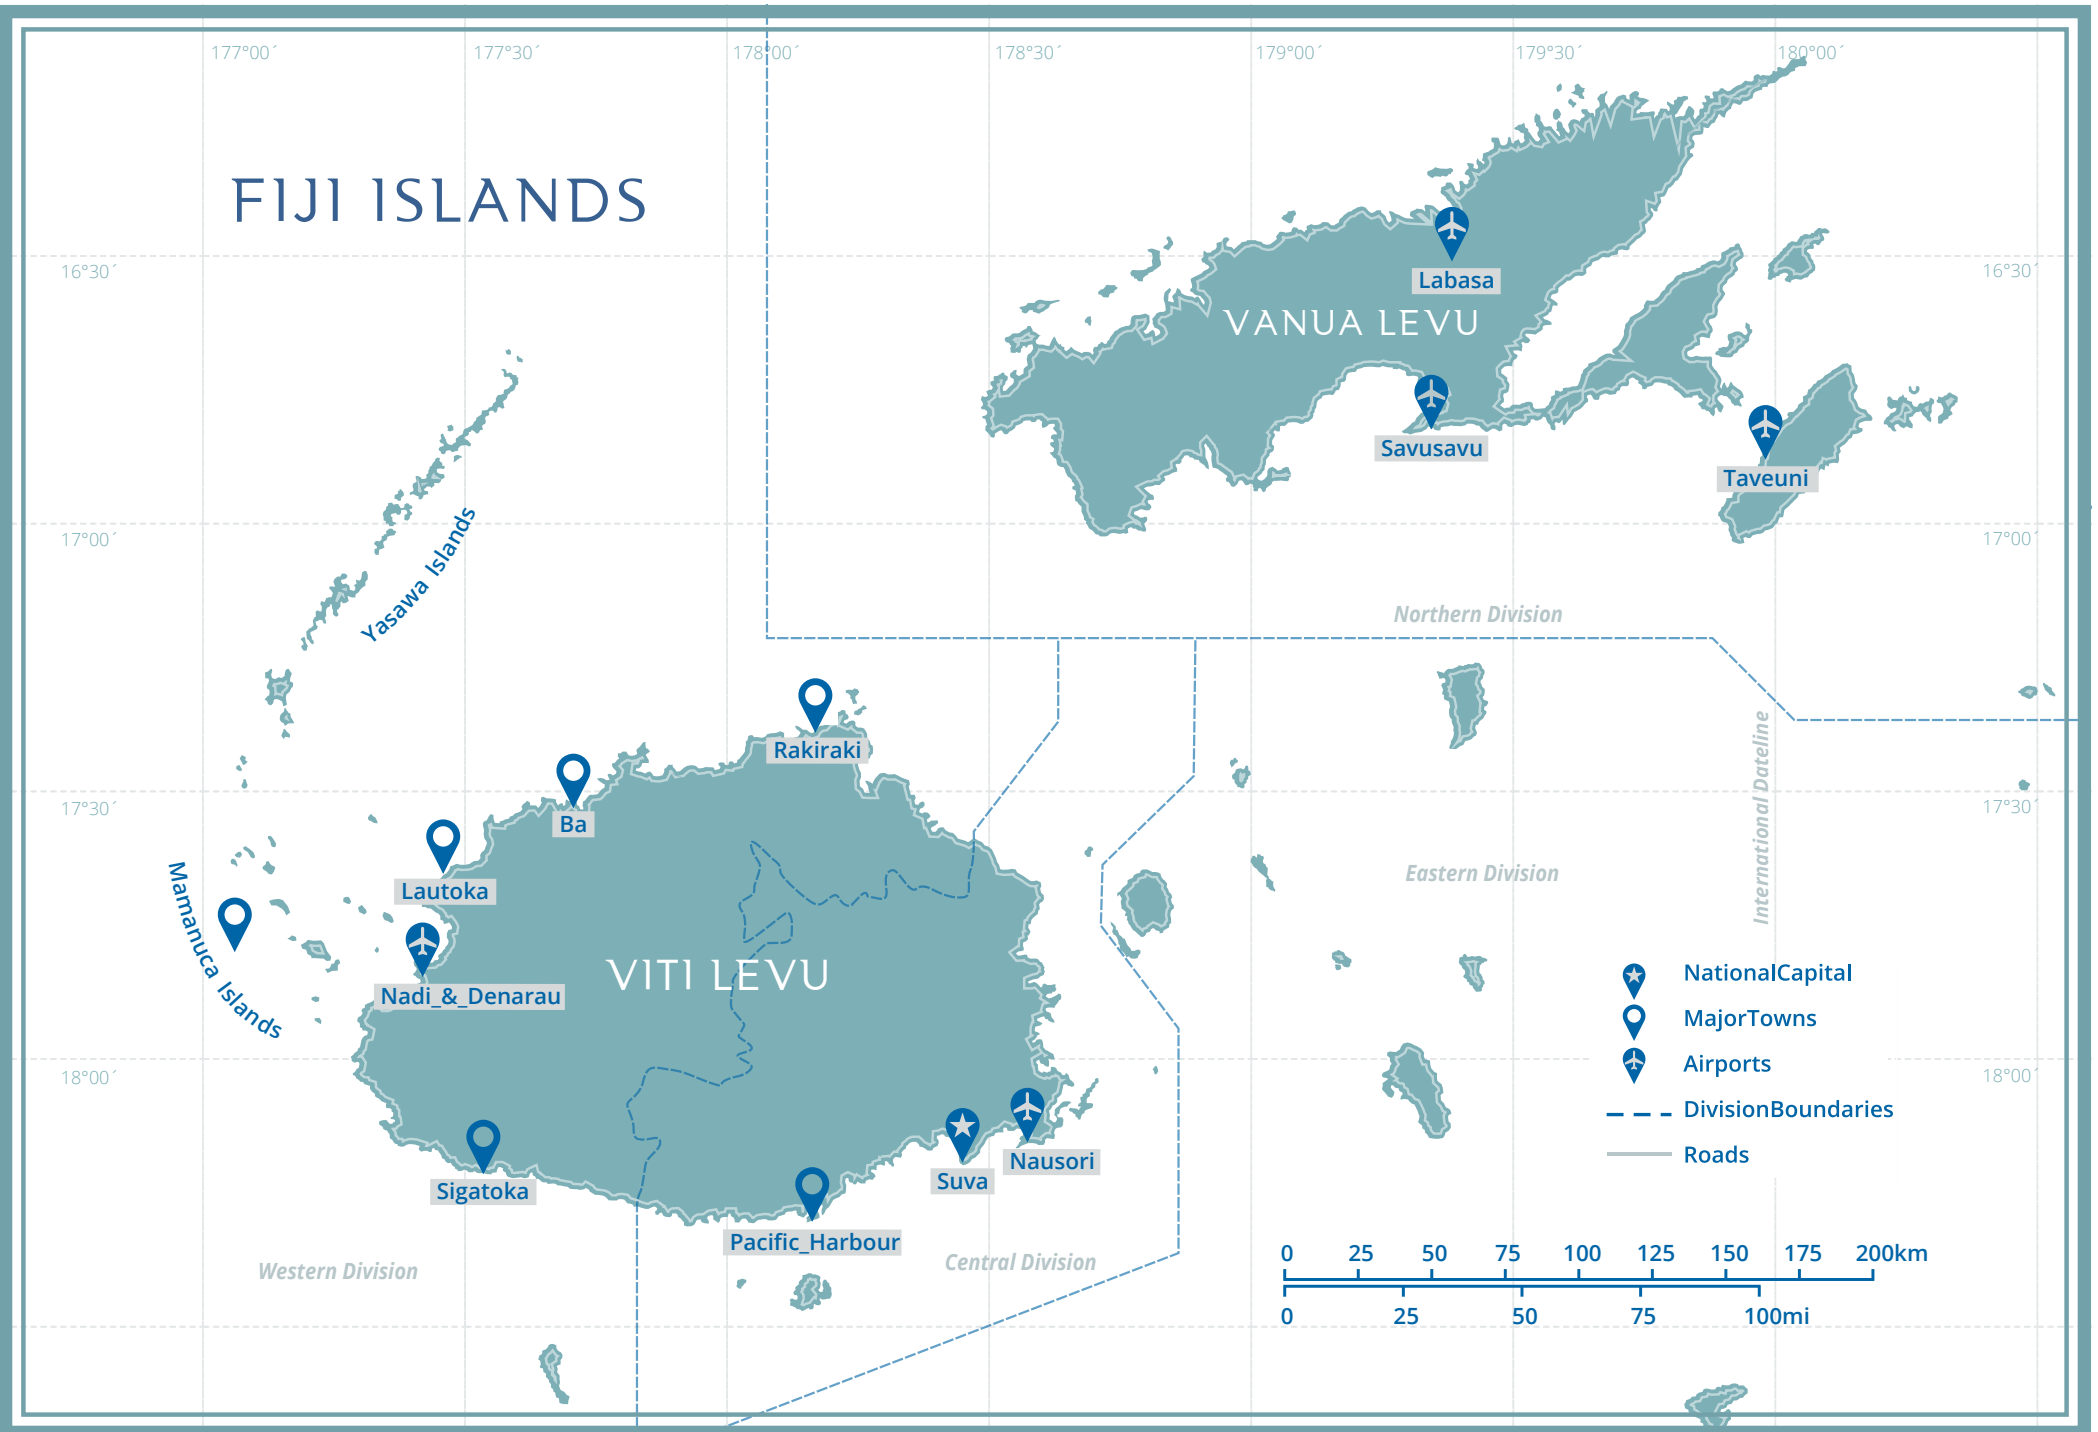 177°00´ 177°30´ 178°00´ 178°30´ 179°00´ 179°30´ 180°00´
FIJI ISLANDS
16°30´ 16°30´
Labasa
VANUA LEVU
Savusavu
Taveuni
17°00´ 17°00´
Yasawa Islands
Northern Division
Rakiraki
International Dateline
17°30´ 17°30´
Ba
Eastern Division
Lautoka
Mamanuca Islands
VITI LEVU
Nadi_&_Denarau
NationalCapital
MajorTowns
Airports
18°00´ 18°00´
DivisionBoundaries
Roads
Nausori
Suva
Sigatoka
Pacific_Harbour
Central Division
Western Division
0 25 50 75 100 125 150 175 200km
0 25 50 75 100mi